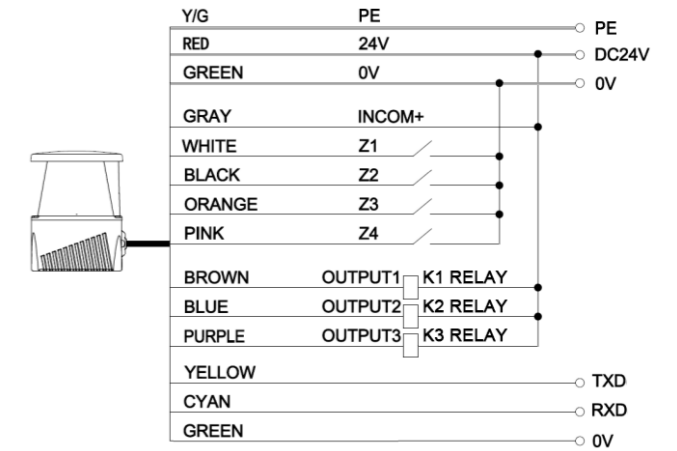 Y/G PE
PE
RED 24V
DC24V
GREEN 0V
0V
GRAY INCOM+
WHITE Z1
BLACK Z2
ORANGE Z3
PINK Z4
BROWN OUTPUT1 K1 RELAY
BLUE OUTPUT2 K2 RELAY
PURPLE OUTPUT3 K3 RELAY
YELLOW
TXD
CYAN
RXD
GREEN
0V